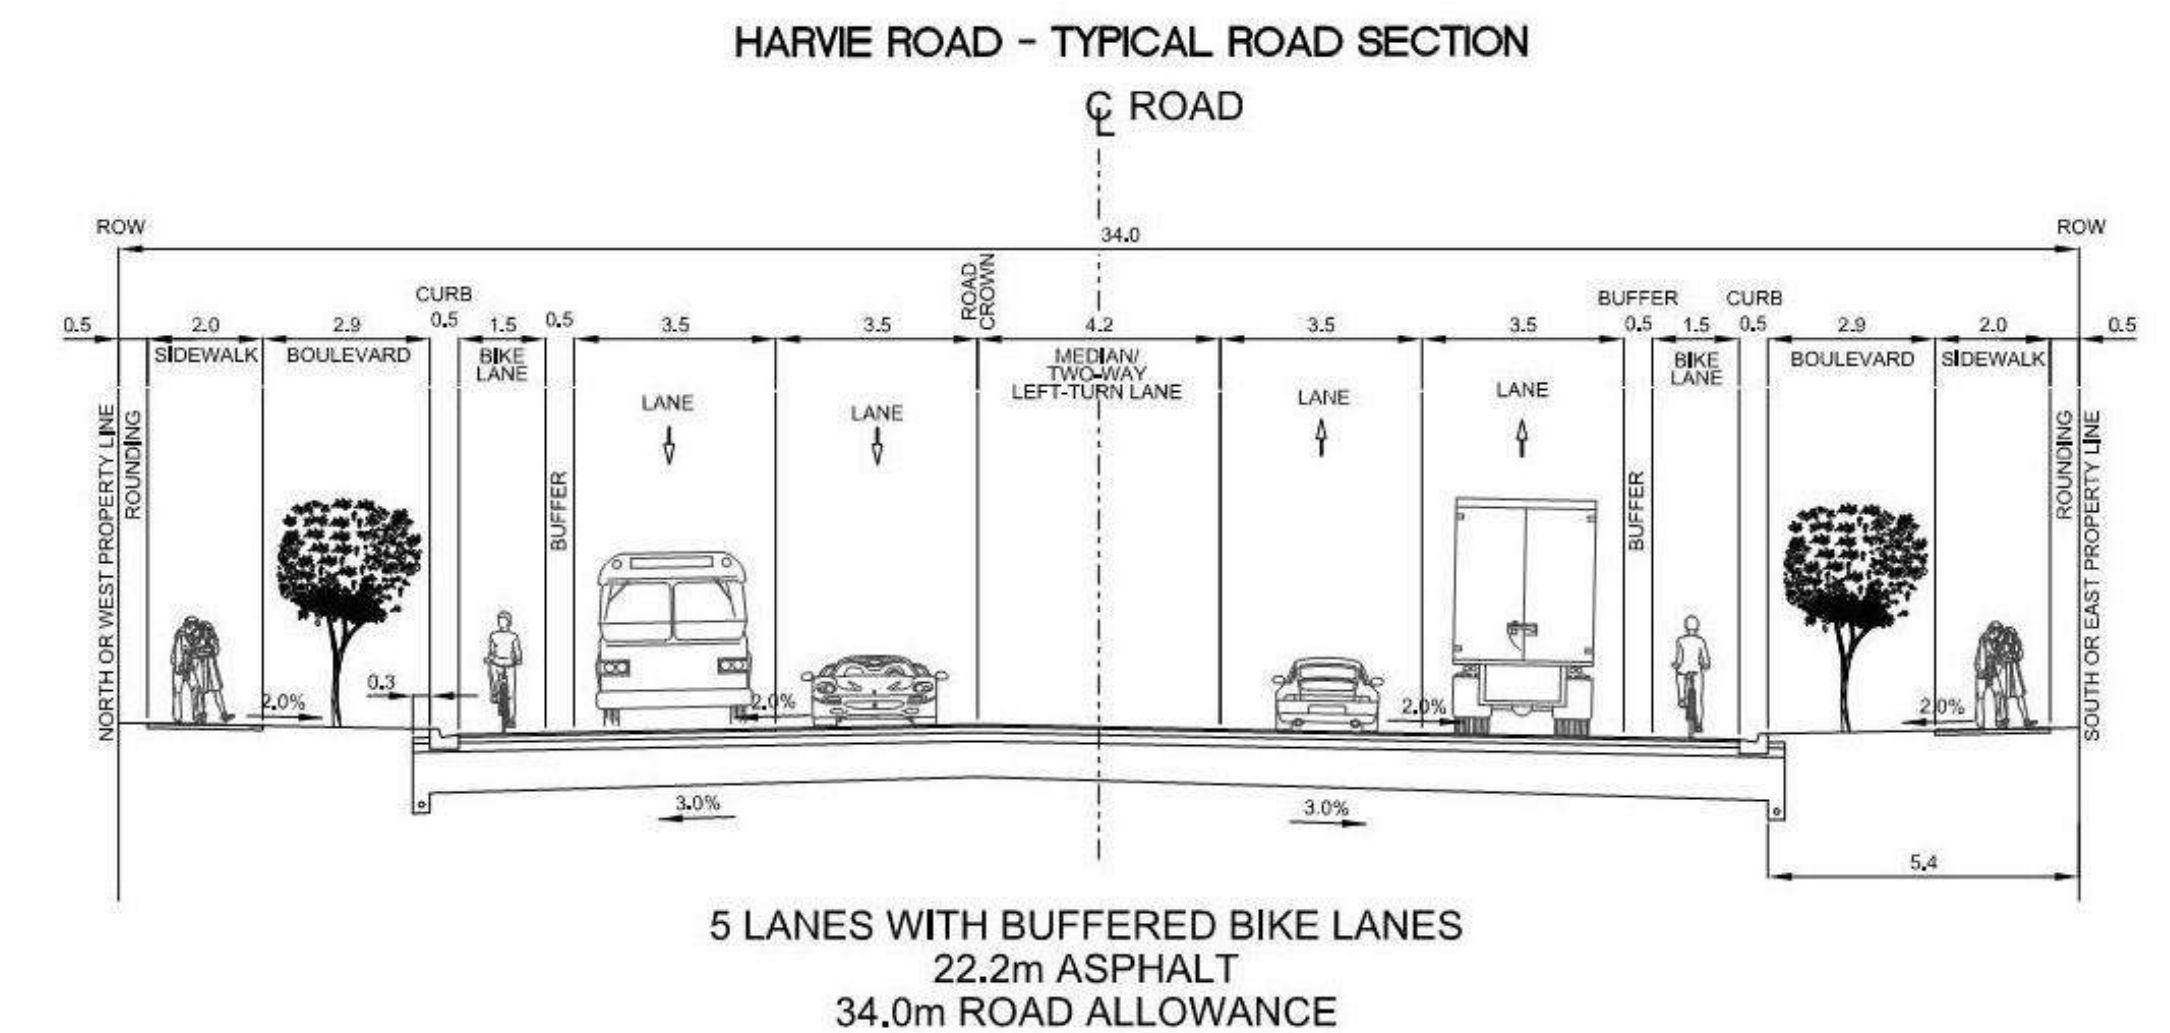 HARVIE ROAD - TYPICAL ROAD SECTION
℄ ROAD
ROW
34.0
ROW
CURB
ROAD
CROWN
BUFFER
CURB
0.5
2.0
2.9
0.5
1.5
0.5
3.5
3.5
4.2
3.5
3.5
0.5
1.5
0.5
2.9
2.0
0.5
SIDEWALK
BOULEVARD
BIKE
LANE
LANE
LANE
MEDIAN/
TWO-WAY
LEFT-TURN LANE
LANE
LANE
BIKE
LANE
BOULEVARD
SIDEWALK
NORTH OR WEST PROPERTY LINE
ROUNDING
BUFFER
BUFFER
ROUNDING
SOUTH OR EAST PROPERTY LINE
0.3
2.0%
2.0%
2.0%
2.0%
3.0%
3.0%
5.4
5 LANES WITH BUFFERED BIKE LANES
22.2m ASPHALT
34.0m ROAD ALLOWANCE